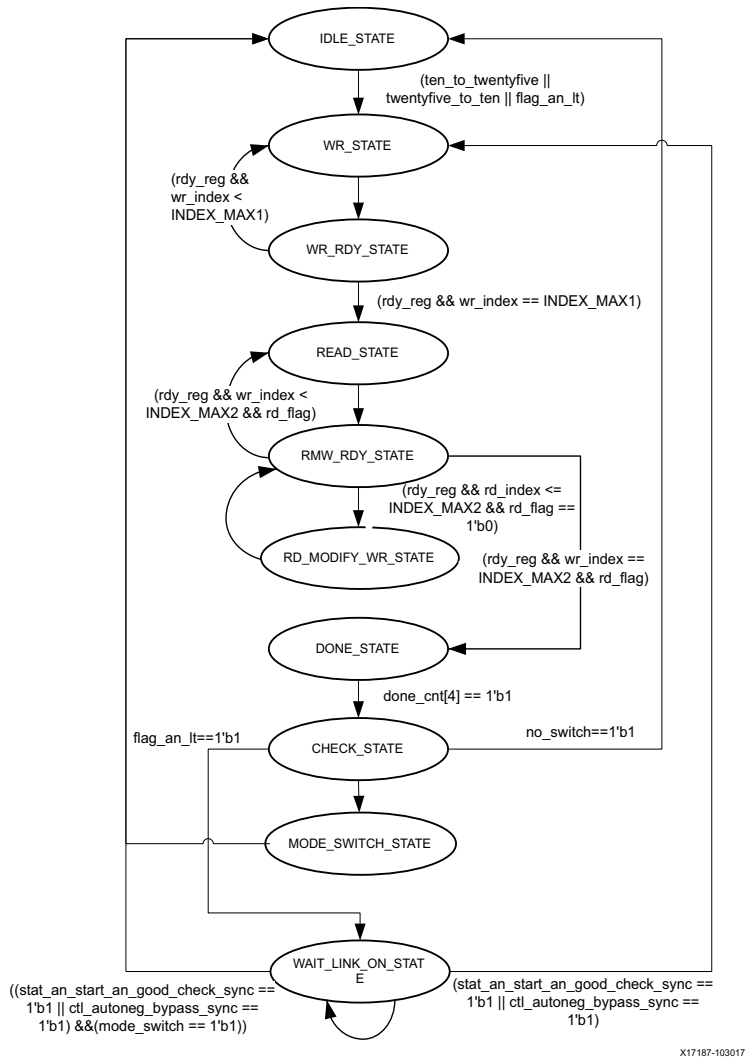 IDLE_STATE
(ten_to_twentyfive ||
twentyfive_to_ten || flag_an_lt)
WR_STATE
(rdy_reg &&
wr_index <
INDEX_MAX1)
WR_RDY_STATE
(rdy_reg && wr_index == INDEX_MAX1)
READ_STATE
(rdy_reg && wr_index <
INDEX_MAX2 && rd_flag)
RMW_RDY_STATE
(rdy_reg && rd_index <=
INDEX_MAX2 && rd_flag ==
1'b0)
RD_MODIFY_WR_STATE
(rdy_reg && wr_index ==
INDEX_MAX2 && rd_flag)
DONE_STATE
done_cnt[4] == 1'b1
flag_an_lt==1'b1
no_switch==1'b1
CHECK_STATE
MODE_SWITCH_STATE
WAIT_LINK_ON_STAT
E
((stat_an_start_an_good_check_sync ==
1'b1 || ctl_autoneg_bypass_sync ==
1'b1) &&(mode_switch == 1'b1))
(stat_an_start_an_good_check_sync ==
1'b1 || ctl_autoneg_bypass_sync ==
1'b1)
X17187-103017